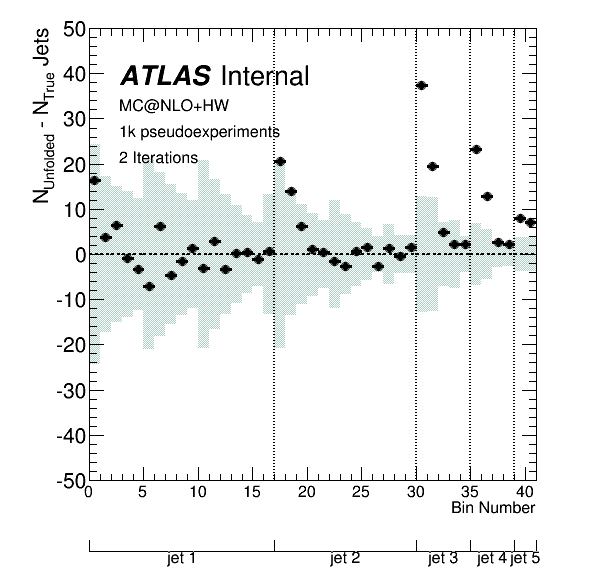 N_Unfolded - N_True Jets
50
40
30
20
10
0
-10
-20
-30
-40
-50
ATLAS Internal
MC@NLO+HW
1k pseudoexperiments
2 Iterations
0 5 10 15 20 25 30 35 40
Bin Number
jet 1 jet 2 jet 3 jet 4 jet 5